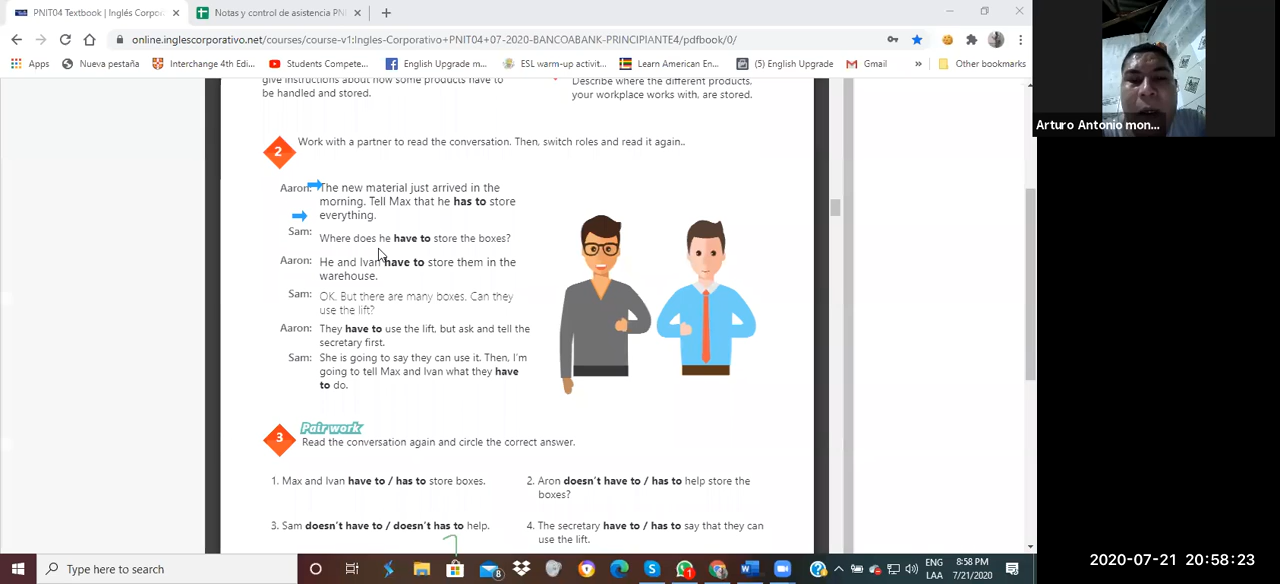 PNIT04 Textbook | Inglés Corpor
Notas y control de asistencia PNI
online.inglescorporativo.net/courses/course-v1:Ingles-Corporativo+PNIT04+07-2020-BANCOABANK-PRINCIPIANTE4/pdfbook/0/
Apps
Nueva pestaña
Interchange 4th Edi...
Students Compete...
English Upgrade m...
ESL warm-up activit...
Learn American En...
(5) English Upgrade
Gmail
»
Other bookmarks
give instructions about how some products have to
be handled and stored.
Describe where the different products,
your workplace works with, are stored.
2
Work with a partner to read the conversation. Then, switch roles and read it again..
Aaron: The new material just arrived in the
morning. Tell Max that he has to store
everything.
Sam: Where does he have to store the boxes?
Aaron: He and Ivan have to store them in the
warehouse.
Sam: OK. But there are many boxes. Can they
use the lift?
Aaron: They have to use the lift, but ask and tell the
secretary first.
Sam: She is going to say they can use it. Then, I'm
going to tell Max and Ivan what they have
to do.
3
Pair work
Read the conversation again and circle the correct answer.
1. Max and Ivan have to / has to store boxes.
2. Aron doesn't have to / has to help store the
boxes?
3. Sam doesn't have to / doesn't has to help.
4. The secretary have to / has to say that they can
use the lift.
Arturo Antonio mon...
Type here to search
8
1
ENG
LAA
8:58 PM
7/21/2020
2020-07-21 20:58:23